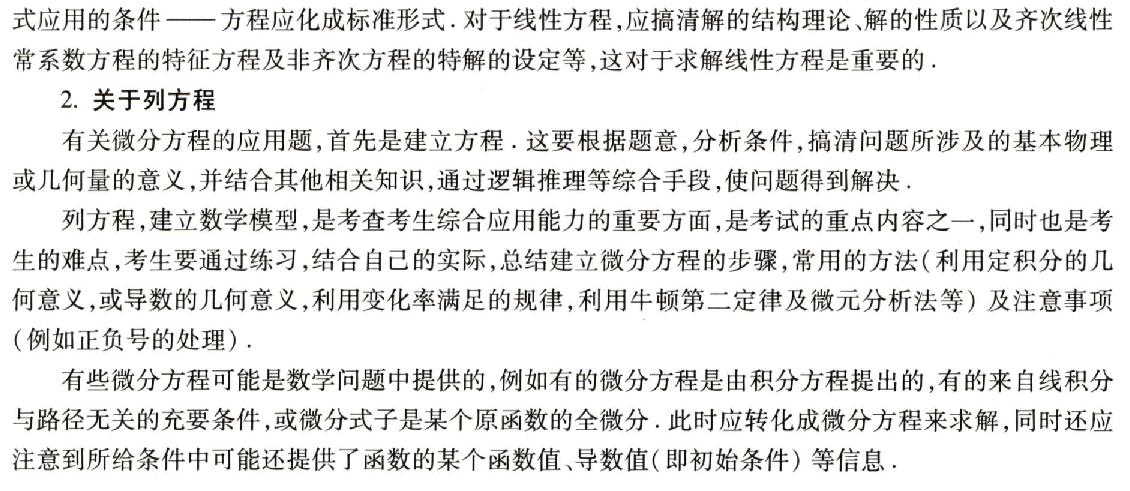 式应用的条件 —— 方程应化成标准形式. 对于线性方程,应搞清解的结构理论、解的性质以及齐次线性
常系数方程的特征方程及非齐次方程的特解的设定等,这对于求解线性方程是重要的.
2. 关于列方程
有关微分方程的应用题,首先是建立方程. 这要根据题意,分析条件,搞清问题所涉及的基本物理
或几何量的意义,并结合其他相关知识,通过逻辑推理等综合手段,使问题得到解决.
列方程,建立数学模型,是考查考生综合应用能力的重要方面,是考试的重点内容之一,同时也是考
生的难点,考生要通过练习,结合自己的实际,总结建立微分方程的步骤,常用的方法(利用定积分的几
何意义,或导数的几何意义,利用变化率满足的规律,利用牛顿第二定律及微元分析法等) 及注意事项
(例如正负号的处理).
有些微分方程可能是数学问题中提供的,例如有的微分方程是由积分方程提出的,有的来自线积分
与路径无关的充要条件,或微分式子是某个原函数的全微分. 此时应转化成微分方程来求解,同时还应
注意到所给条件中可能还提供了函数的某个函数值、导数值(即初始条件) 等信息.